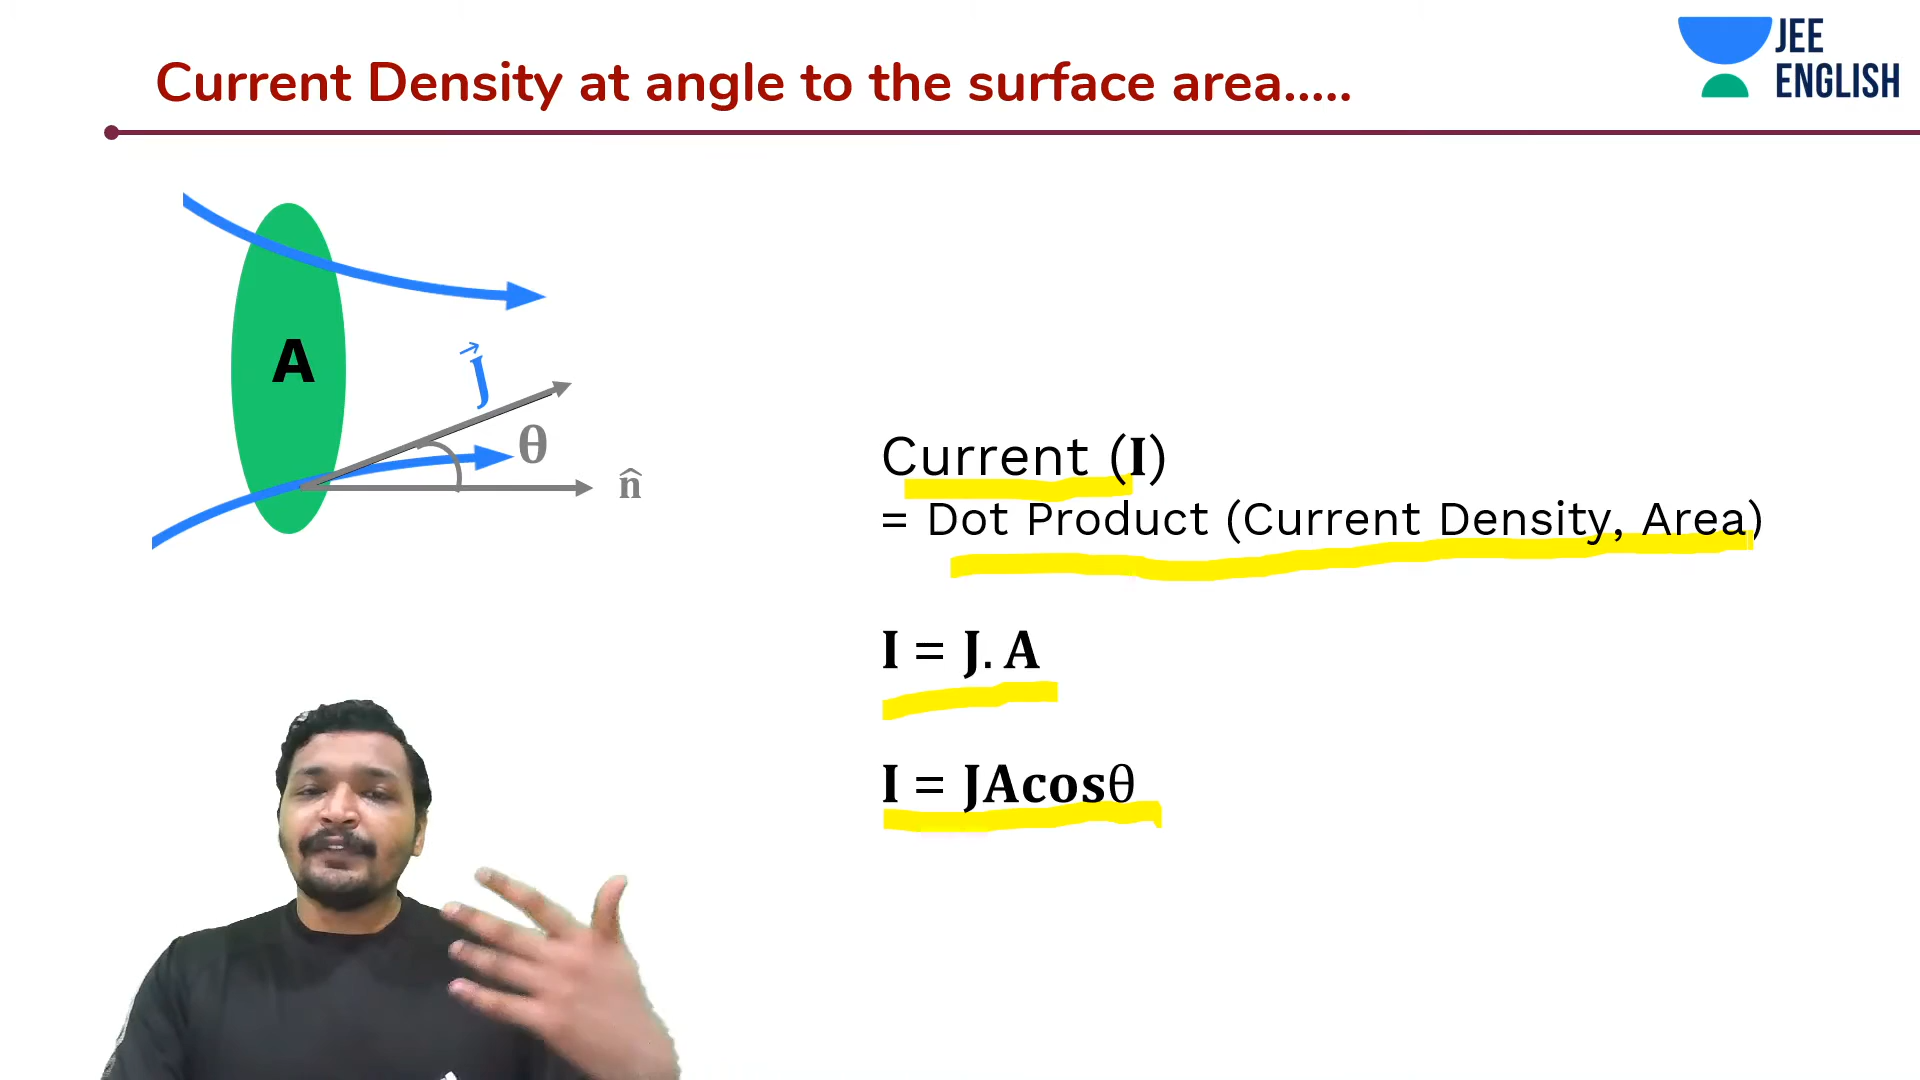 Current Density at angle to the surface area.....
JEE
ENGLISH
A
J⃗
θ
n̂
Current (I)
= Dot Product (Current Density, Area)
I = J. A
I = JAcosθ